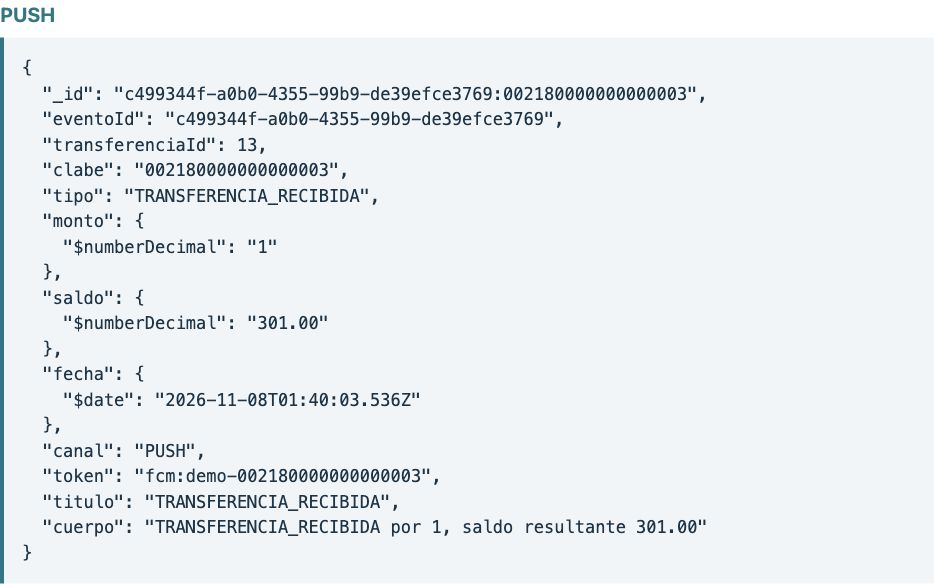 PUSH
{
"_id": "c499344f-a0b0-4355-99b9-de39efce3769:002180000000000003",
"eventoId": "c499344f-a0b0-4355-99b9-de39efce3769",
"transferenciaId": 13,
"clabe": "002180000000000003",
"tipo": "TRANSFERENCIA_RECIBIDA",
"monto": {
"$numberDecimal": "1"
},
"saldo": {
"$numberDecimal": "301.00"
},
"fecha": {
"$date": "2026-11-08T01:40:03.536Z"
},
"canal": "PUSH",
"token": "fcm:demo-002180000000000003",
"titulo": "TRANSFERENCIA_RECIBIDA",
"cuerpo": "TRANSFERENCIA_RECIBIDA por 1, saldo resultante 301.00"
}